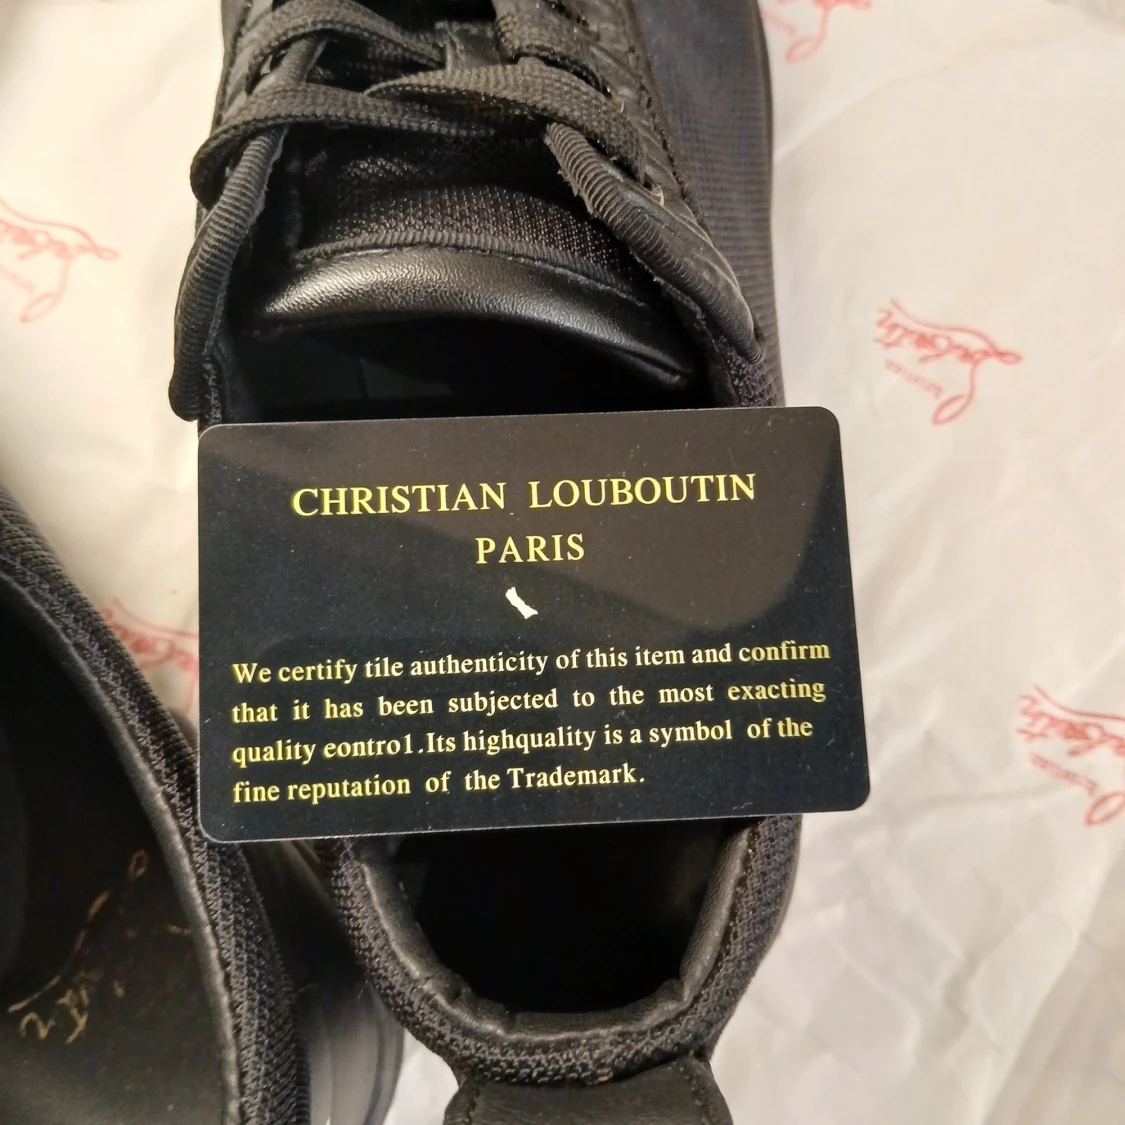 CHRISTIAN LOUBOUTIN
PARIS
We certify tile authenticity of this item and confirm
that it has been subjected to the most exacting
quality eontro1.Its highquality is a symbol of the
fine reputation of the Trademark.